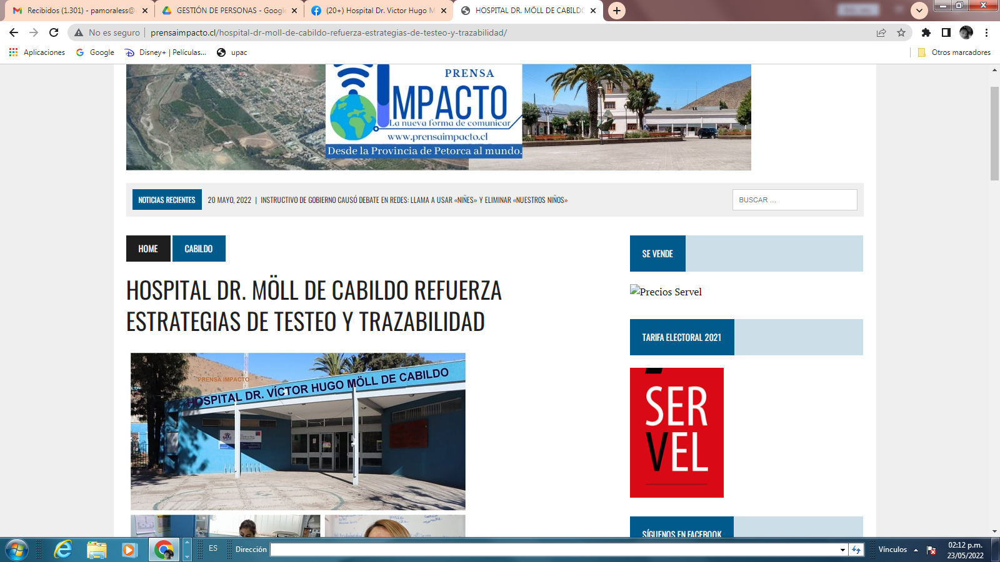 Recibidos (1.301) - pamoraless@
GESTIÓN DE PERSONAS - Google
(20+) Hospital Dr. Victor Hugo M
HOSPITAL DR. MÖLL DE CABILDO
No es seguro
prensaimpacto.cl/hospital-dr-moll-de-cabildo-refuerza-estrategias-de-testeo-y-trazabilidad/
Aplicaciones
Google
Disney+ | Películas...
upac
Otros marcadores
PRENSA
IMPACTO
La nueva forma de comunicar
www.prensaimpacto.cl
Desde la Provincia de Petorca al mundo.
NOTICIAS RECIENTES
20 MAYO, 2022 | INSTRUCTIVO DE GOBIERNO CAUSÓ DEBATE EN REDES: LLAMA A USAR «NIÑES» Y ELIMINAR «NUESTROS NIÑOS»
BUSCAR ...
HOME
CABILDO
HOSPITAL DR. MÖLL DE CABILDO REFUERZA
ESTRATEGIAS DE TESTEO Y TRAZABILIDAD
PRENSA IMPACTO
HOSPITAL DR. VÍCTOR HUGO MÖLL DE CABILDO
SE VENDE
Precios Servel
TARIFA ELECTORAL 2021
SER
VEL
SÍGUENOS EN FACEBOOK
ES
Dirección
Vínculos
02:12 p.m.
23/05/2022